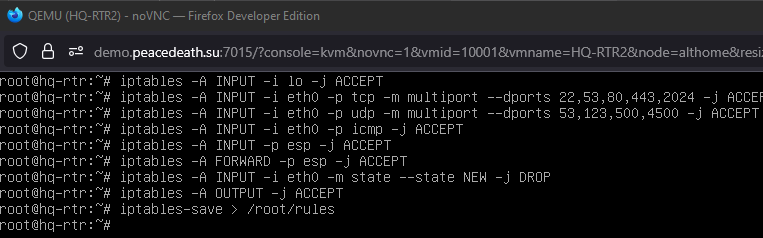 QEMU (HQ-RTR2) - noVNC — Firefox Developer Edition
demo.peacedeath.su:7015/?console=kvm&novnc=1&vmid=10001&vmname=HQ-RTR2&node=althome&resi
root@hq-rtr:~# iptables -A INPUT -i lo -j ACCEPT
root@hq-rtr:~# iptables -A INPUT -i eth0 -p tcp -m multiport --dports 22,53,80,443,2024 -j ACCEP
root@hq-rtr:~# iptables -A INPUT -i eth0 -p udp -m multiport --dports 53,123,500,4500 -j ACCEPT
root@hq-rtr:~# iptables -A INPUT -i eth0 -p icmp -j ACCEPT
root@hq-rtr:~# iptables -A INPUT -p esp -j ACCEPT
root@hq-rtr:~# iptables -A FORWARD -p esp -j ACCEPT
root@hq-rtr:~# iptables -A INPUT -i eth0 -m state --state NEW -j DROP
root@hq-rtr:~# iptables -A OUTPUT -j ACCEPT
root@hq-rtr:~# iptables-save > /root/rules
root@hq-rtr:~#